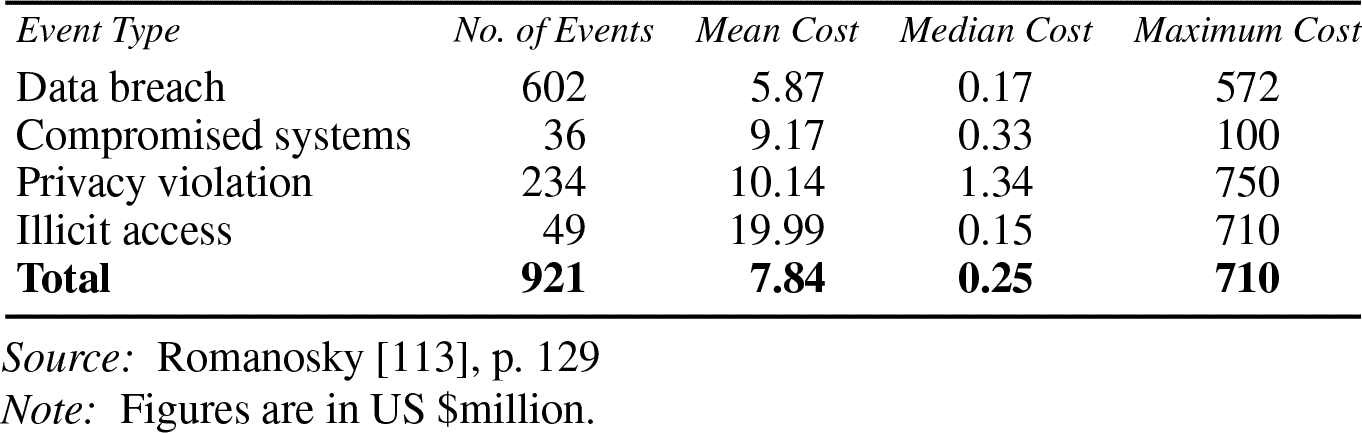 Event Type No. of Events Mean Cost Median Cost Maximum Cost
Data breach 602 5.87 0.17 572
Compromised systems 36 9.17 0.33 100
Privacy violation 234 10.14 1.34 750
Illicit access 49 19.99 0.15 710
Total 921 7.84 0.25 710
Source: Romanosky [113], p. 129
Note: Figures are in US $million.